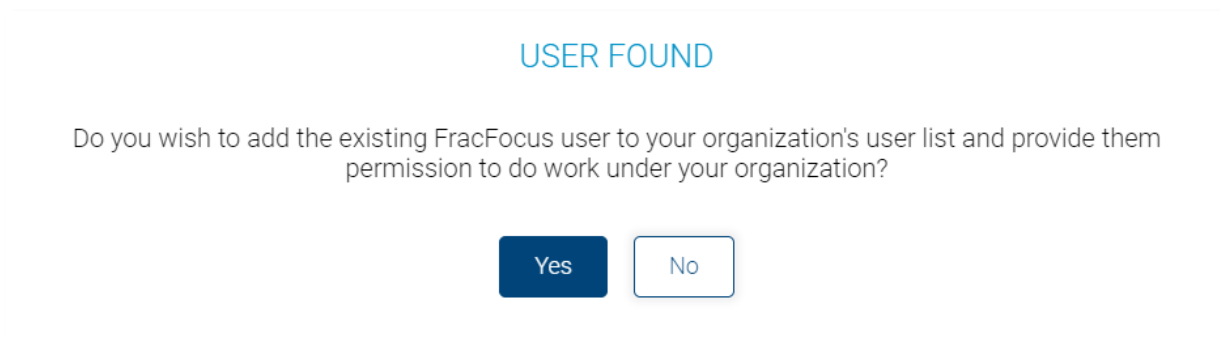 USER FOUND
Do you wish to add the existing FracFocus user to your organization's user list and provide them
permission to do work under your organization?
Yes
No